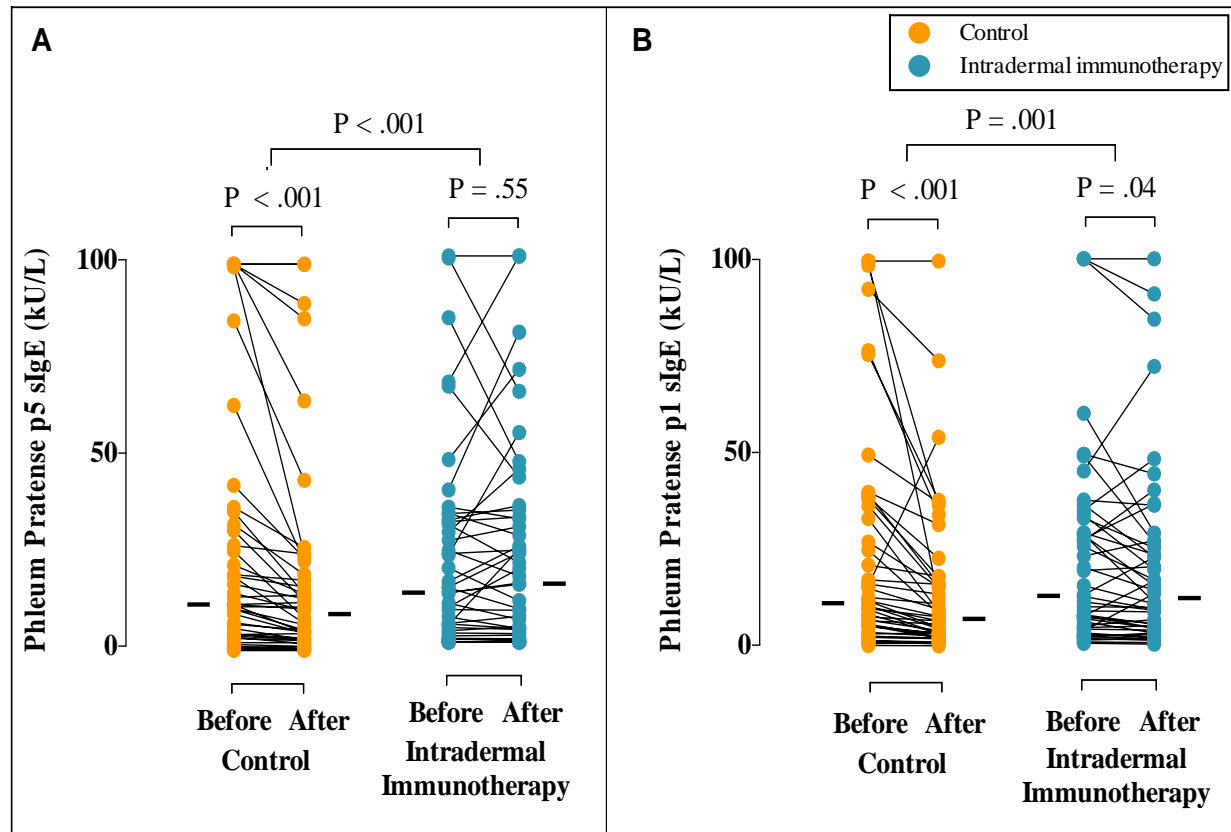 A
P < .001
P < .001
P = .55
Phleum Pratense p5 sIgE (kU/L)
100
50
0
Before After
Control
Before After
Intradermal
Immunotherapy
B
Control
Intradermal immunotherapy
P = .001
P < .001
P = .04
Phleum Pratense p1 sIgE (kU/L)
100
50
0
Before After
Control
Before After
Intradermal
Immunotherapy